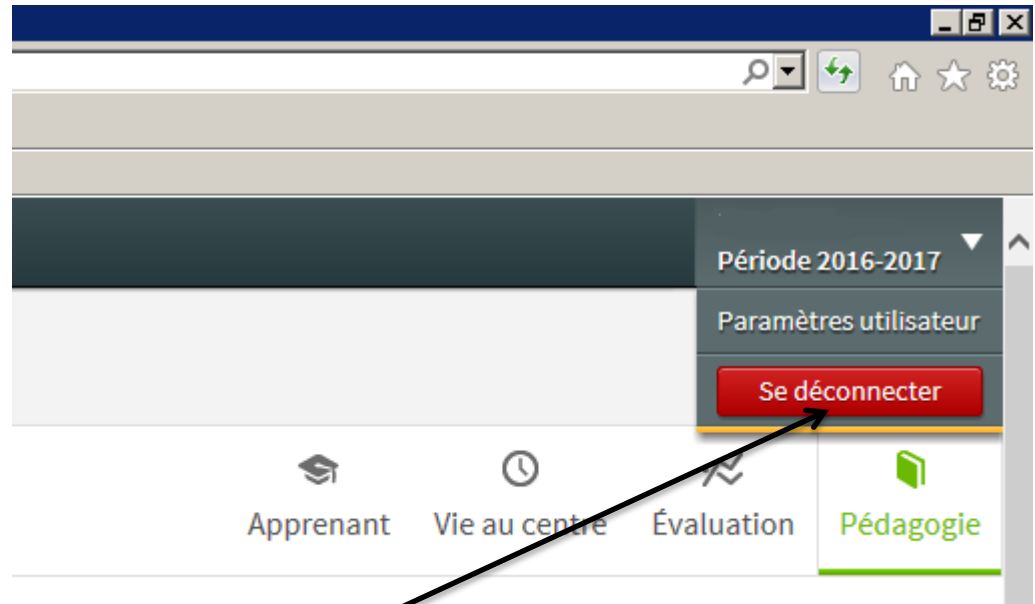 Période 2016-2017
Paramètres utilisateur
Se déconnecter
Apprenant Vie au centre Évaluation Pédagogie